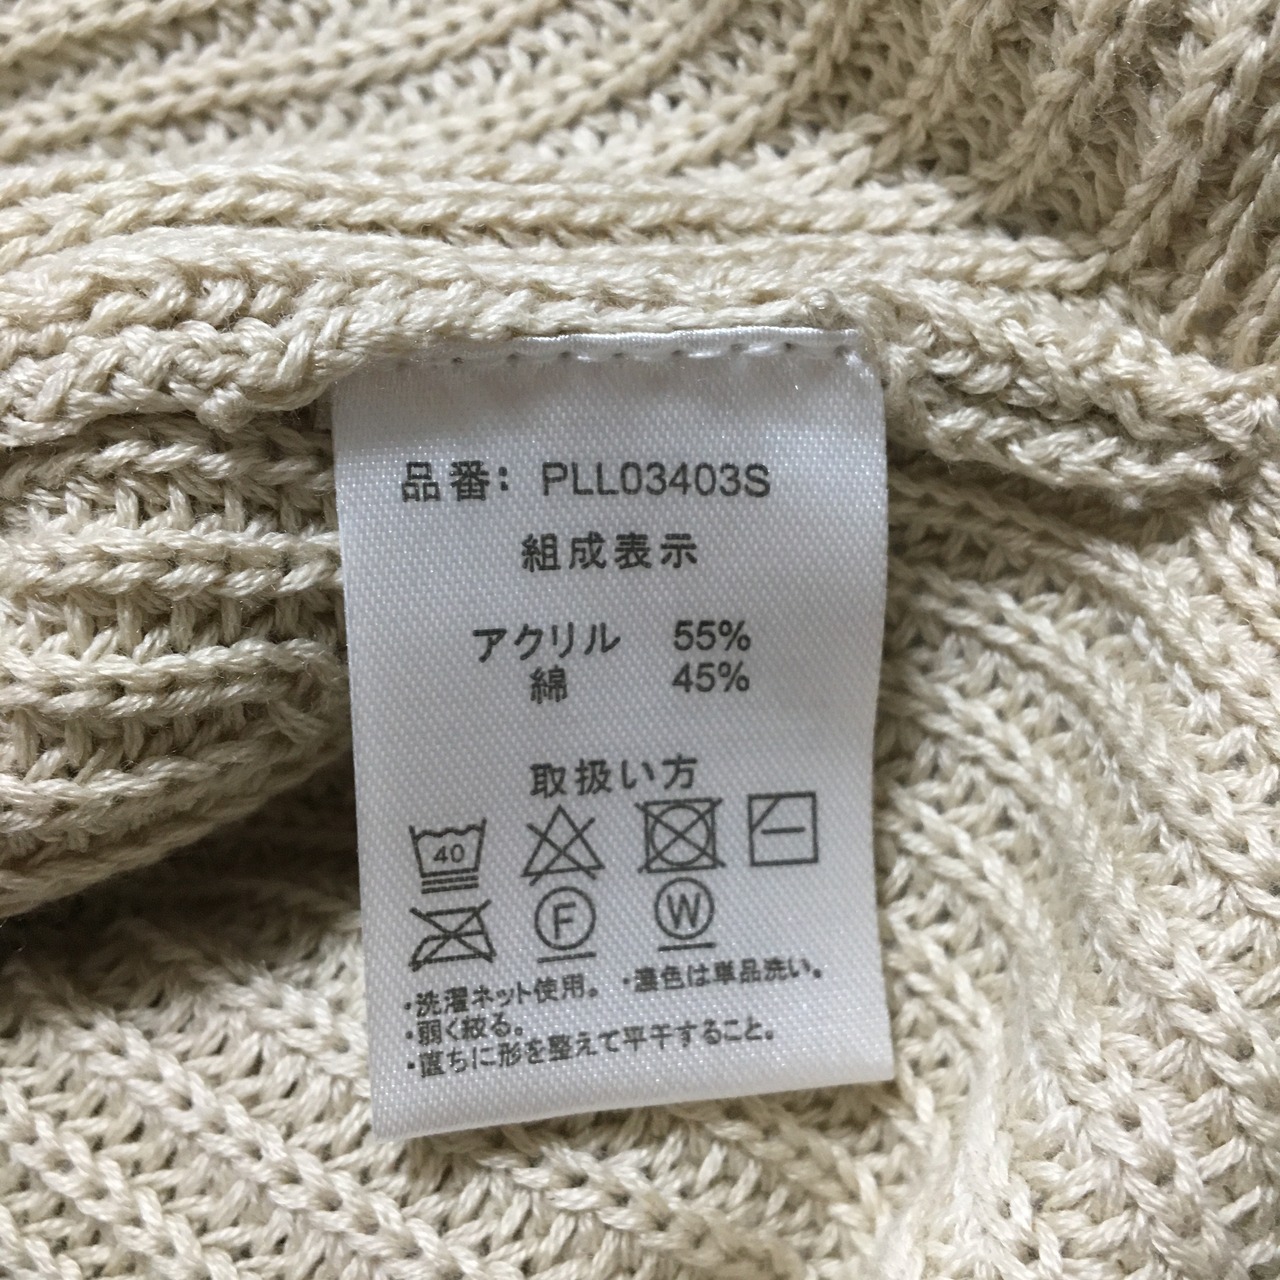 品番: PLL03403S
組成表示
アクリル 55%
綿 45%
取扱い方
40
F W
・洗濯ネット使用。 ・濃色は単品洗い。
・弱く絞る。
・直ちに形を整えて平干すること。